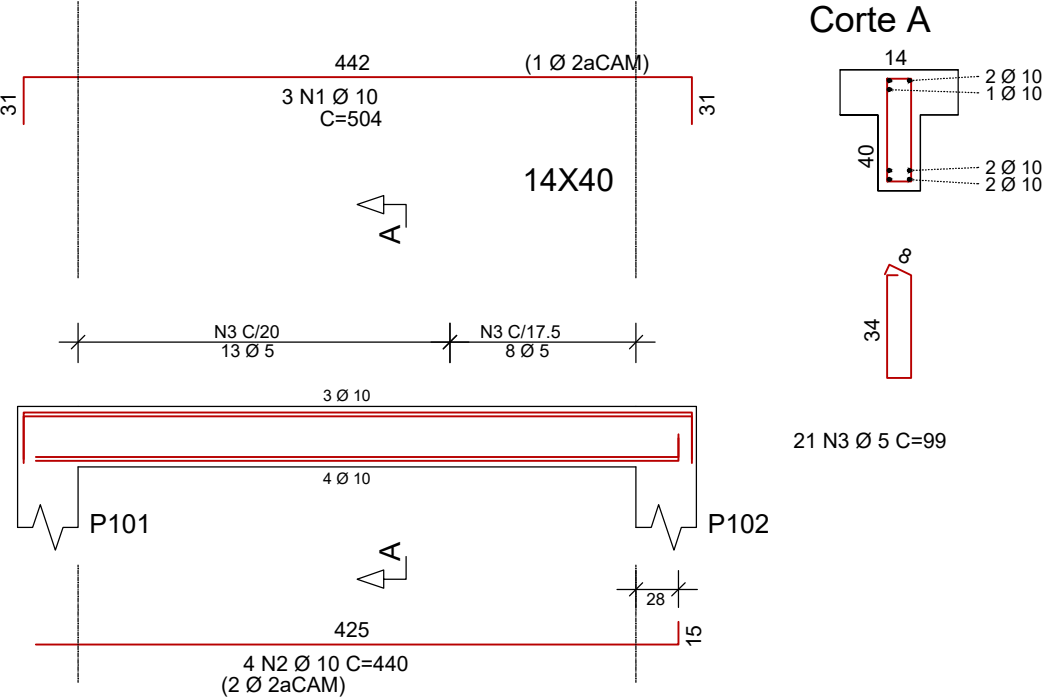 Corte A
442
(1 Ø 2aCAM)
31
31
3 N1 Ø 10
C=504
14X40
A
14
2 Ø 10
1 Ø 10
40
2 Ø 10
2 Ø 10
8
34
21 N3 Ø 5 C=99
N3 C/20
13 Ø 5
N3 C/17.5
8 Ø 5
3 Ø 10
4 Ø 10
P101
P102
A
28
425
15
4 N2 Ø 10 C=440
(2 Ø 2aCAM)